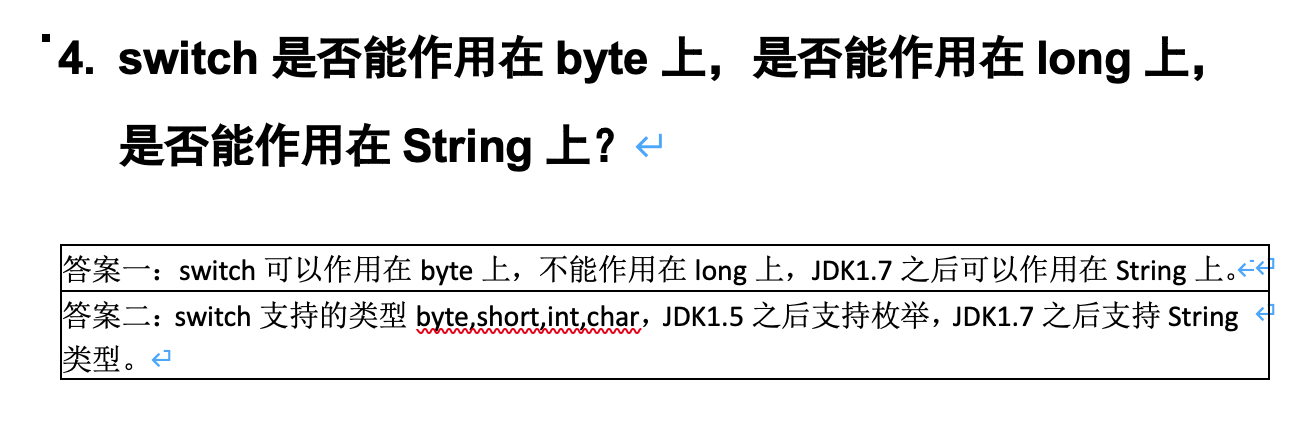 4. switch 是否能作用在 byte 上，是否能作用在 long 上，
是否能作用在 String 上？
答案一：switch 可以作用在 byte 上，不能作用在 long 上，JDK1.7 之后可以作用在 String 上。
答案二：switch 支持的类型 byte,short,int,char，JDK1.5 之后支持枚举，JDK1.7 之后支持 String
类型。